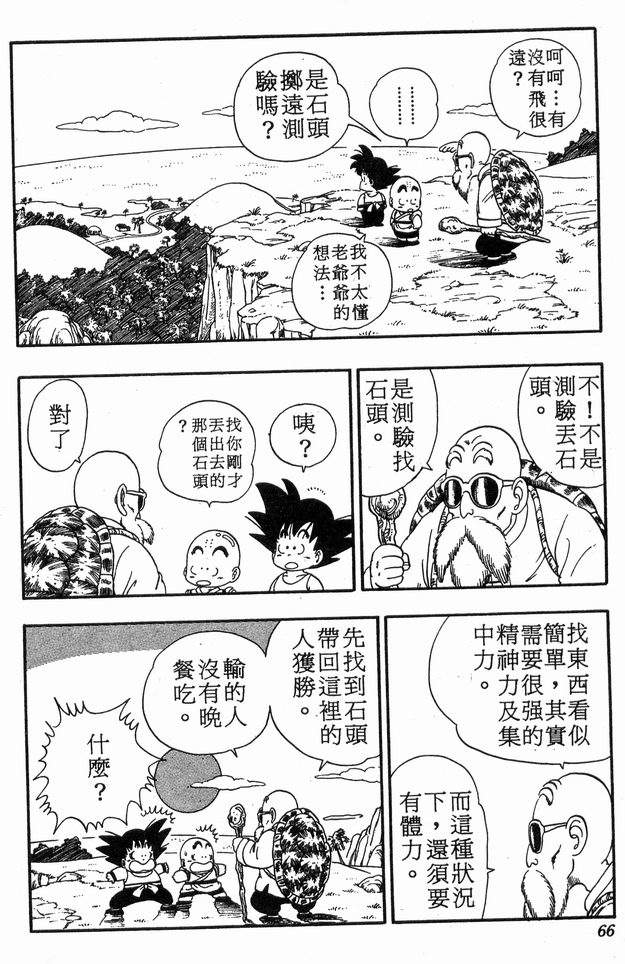 呵呵…有
沒有飛很
遠？
⋯⋯
是石頭
擲遠測
驗嗎？
我不太懂
老爺爺的
想法…
不！不是
測驗丟石
頭。
是測驗找
石頭。
咦？
找你剛才
丟出去的
那個石頭
？
對了
找東西看似
簡單，其實
需要很强的
精神力及集
中力。
而這種狀況
下，還須要
有體力。
先找到石頭
帶回這裡的
人獲勝。
輸的人
沒有晚
餐吃。
什麼？
66